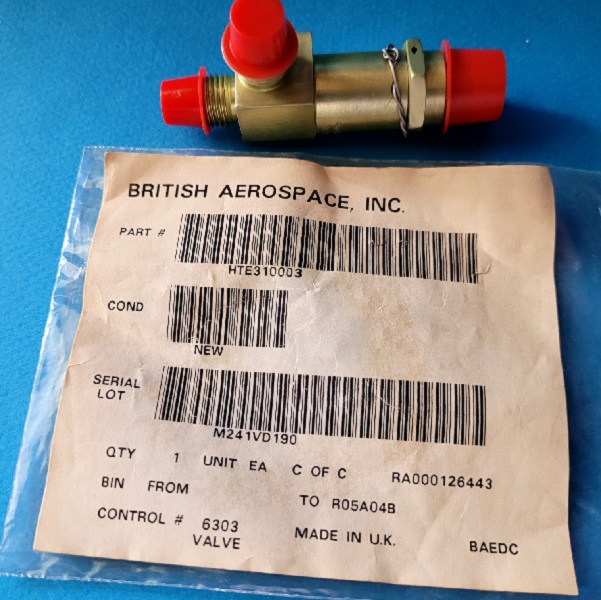 BRITISH AEROSPACE, INC.
PART #
HTE310003
COND
NEW
SERIAL
LOT
M241VD190
QTY 1 UNIT EA C OF C RA000126443
BIN FROM TO R05A04B
CONTROL # 6303 MADE IN U.K. BAEDC
VALVE